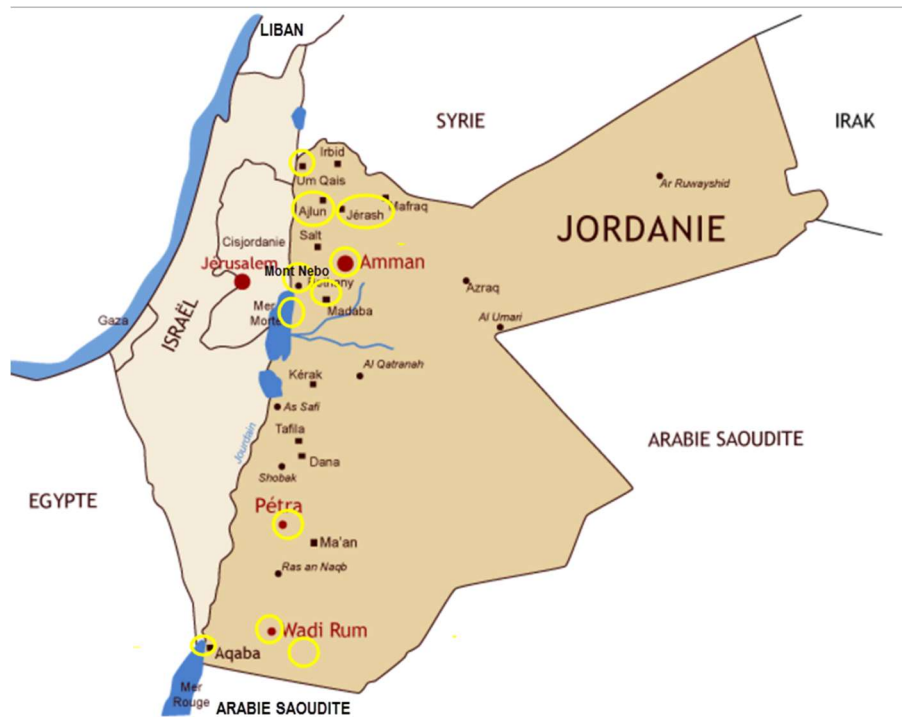 LIBAN
SYRIE
IRAK
Irbid
Um Qais
Ar Ruwayshid
Ajlun
Jérash
Mafraq
JORDANIE
Salt
Cisjordanie
Jérusalem
Amman
Mont Nebo
Azraq
Mer
Morte
Madaba
Gaza
ISRAËL
Al Umari
Al Qatranah
Kérak
As Safi
Tafila
Jourdain
Dana
Shobak
ARABIE SAOUDITE
EGYPTE
Pétra
Ma'an
Ras an Naqb
Wadi Rum
Aqaba
Mer
Rouge
ARABIE SAOUDITE